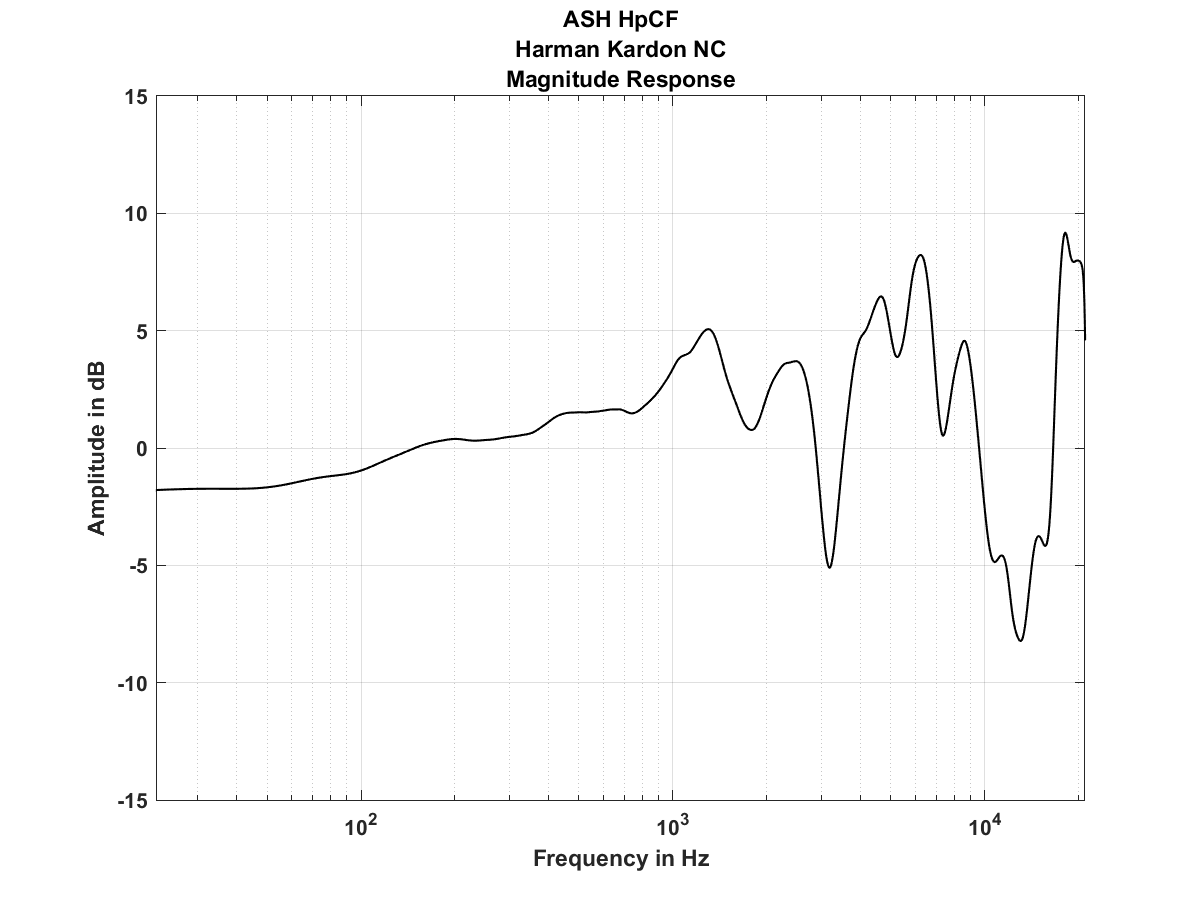 ASH HpCF
Harman Kardon NC
Magnitude Response
15
10
5
0
-5
-10
-15
Amplitude in dB
10²
10³
10⁴
Frequency in Hz